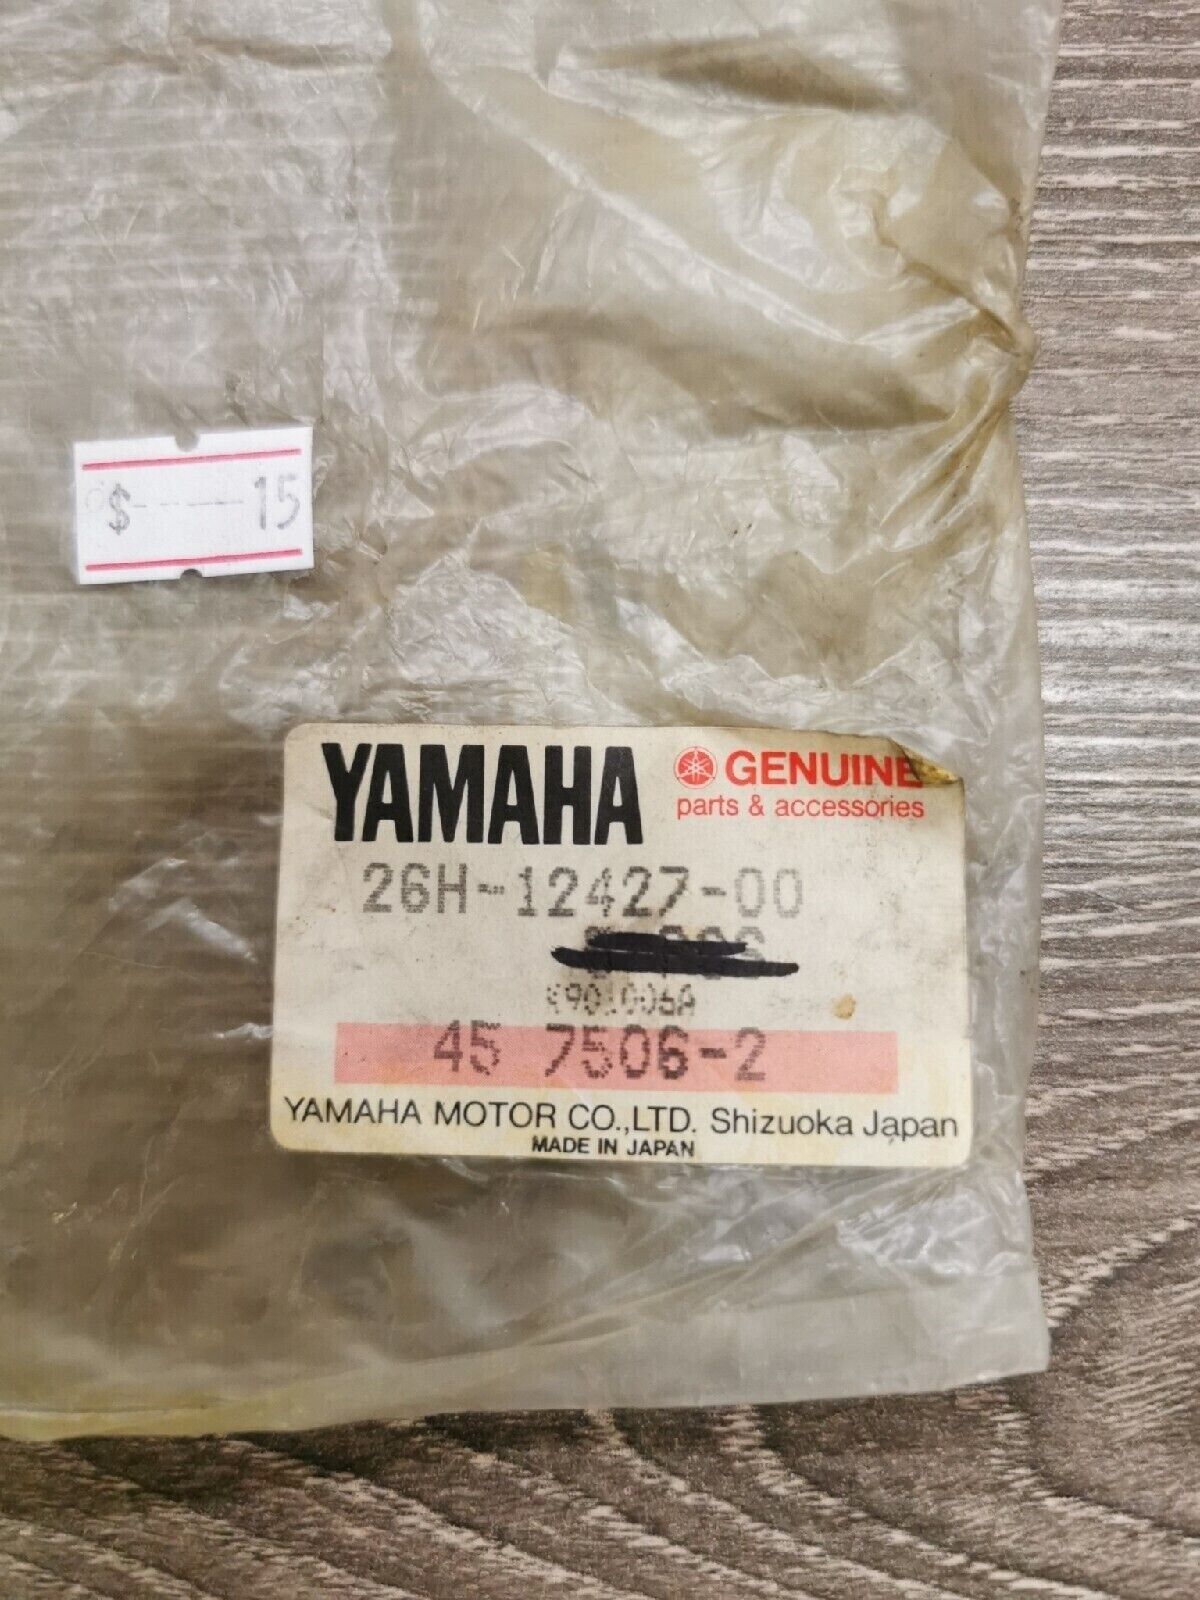 $-----15
YAMAHA GENUINE
parts & accessories
26H-12427-00
45 7506-2
YAMAHA MOTOR CO.,LTD. Shizuoka Japan
MADE IN JAPAN